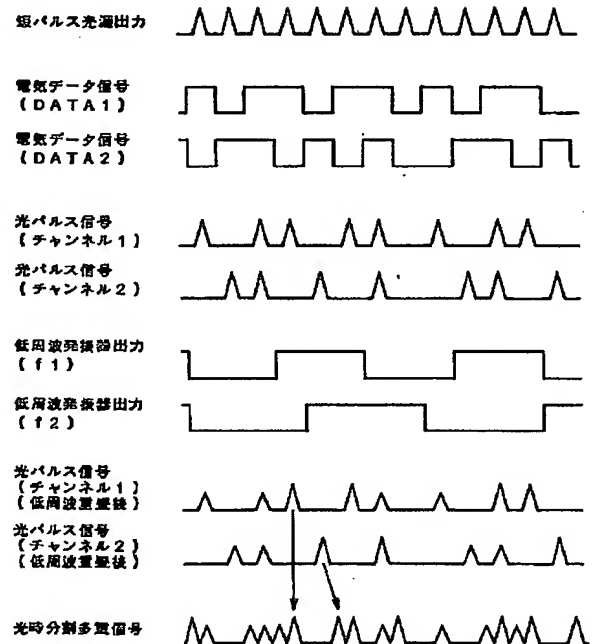 短パルス光源出力
電気データ信号
(DATA1)
電気データ信号
(DATA2)
光パルス信号
(チャンネル1)
光パルス信号
(チャンネル2)
低周波発振器出力
(f1)
低周波発振器出力
(f2)
光パルス信号
(チャンネル1)
(低周波重畳後)
光パルス信号
(チャンネル2)
(低周波重畳後)
光時分割多重信号